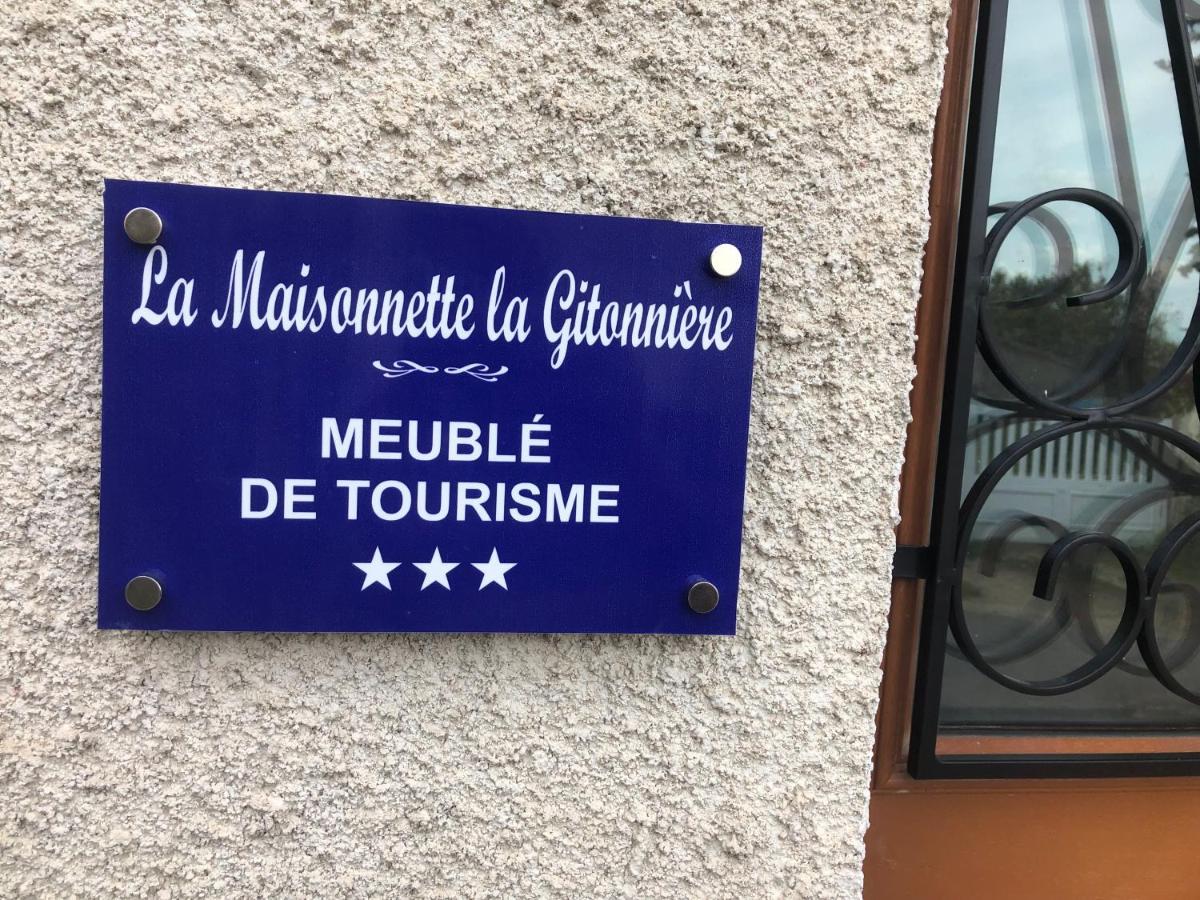 La Maisonnette la Gitonnière
MEUBLÉ
DE TOURISME
★★★